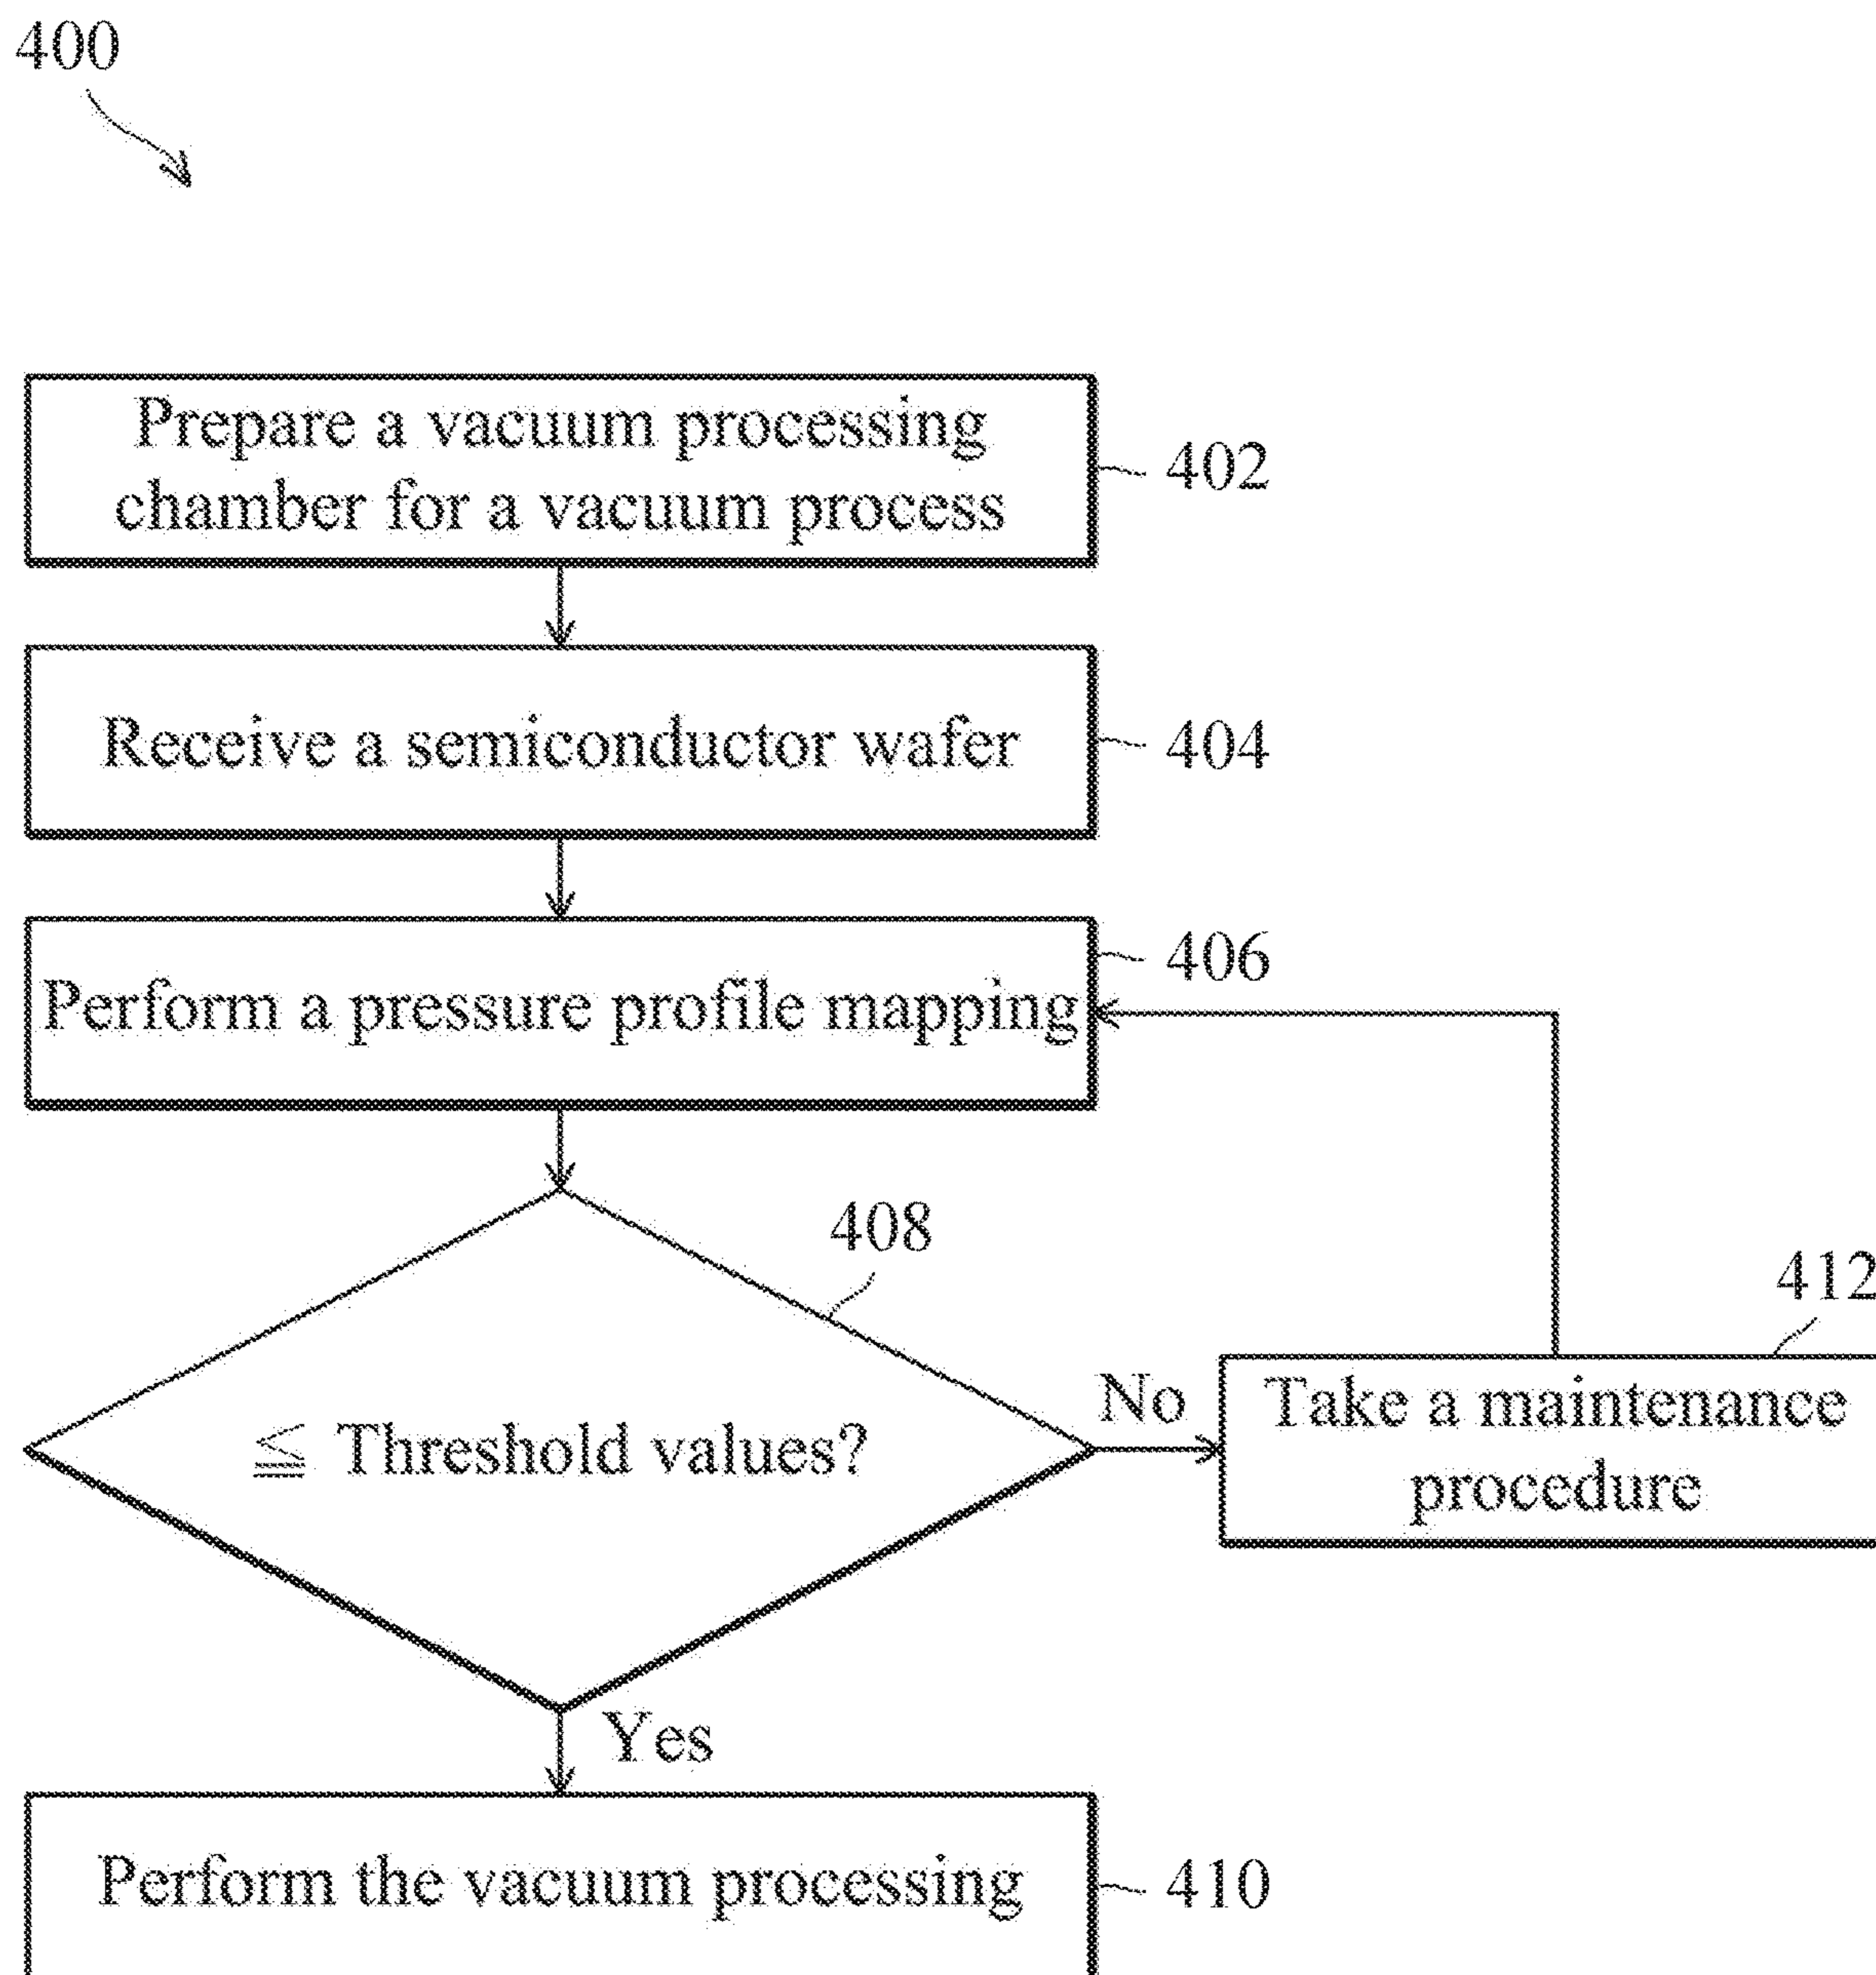 400
Prepare a vacuum processing
chamber for a vacuum process
402
Receive a semiconductor wafer
404
406
Perform a pressure profile mapping
408
412
≦ Threshold values?
No
Take a maintenance
procedure
Yes
Perform the vacuum processing
410